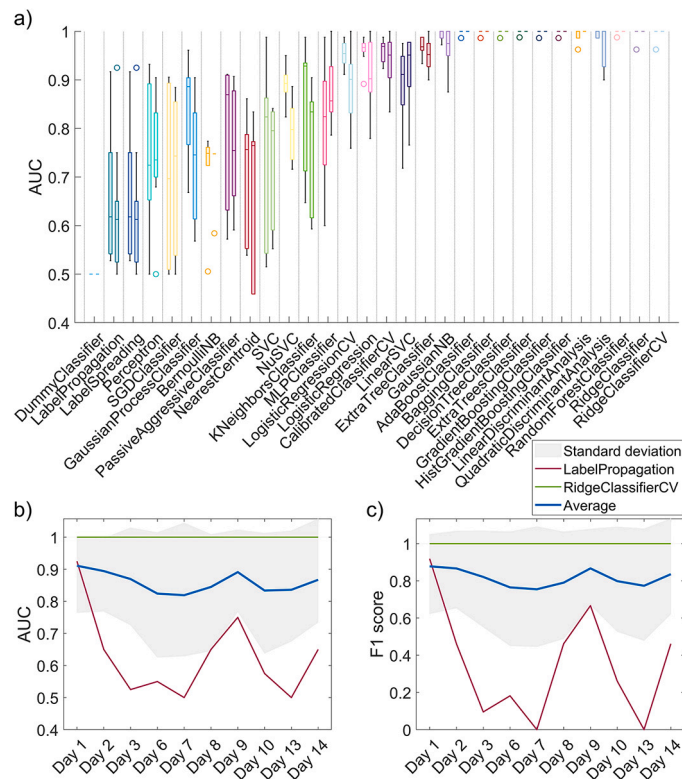 a)
1
0.9
0.8
0.7
0.6
0.5
0.4
AUC
DummyClassifier
LabelPropagation
LabelSpreading
Perceptron
SGDClassifier
GaussianProcessClassifier
BernoulliNB
PassiveAggressiveClassifier
NearestCentroid
SVC
NuSVC
KNeighborsClassifier
MLPClassifier
LogisticRegressionCV
LogisticRegression
CalibratedClassifierCV
LinearSVC
ExtraTreeClassifier
GaussianNB
AdaBoostClassifier
BaggingClassifier
DecisionTreeClassifier
ExtraTreesClassifier
GradientBoostingClassifier
HistGradientBoostingClassifier
LinearDiscriminantAnalysis
QuadraticDiscriminantAnalysis
RandomForestClassifier
RidgeClassifier
RidgeClassifierCV
Standard deviation
LabelPropagation
RidgeClassifierCV
Average
b)
1
0.9
0.8
0.7
0.6
0.5
0.4
AUC
Day 1
Day 2
Day 3
Day 6
Day 7
Day 8
Day 9
Day 10
Day 13
Day 14
c)
1
0.8
0.6
0.4
0.2
0
F1 score
Day 1
Day 2
Day 3
Day 6
Day 7
Day 8
Day 9
Day 10
Day 13
Day 14